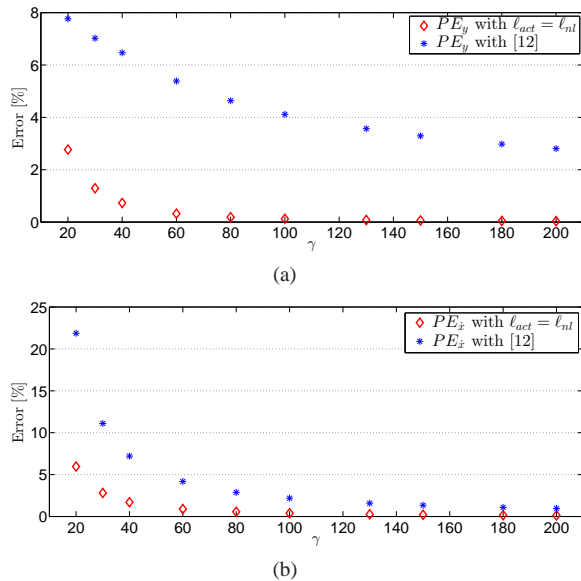 8
6
4
2
0
Error [%]
PE_y with ℓ_act = ℓ_nl
PE_y with [12]
20 40 60 80 100 120 140 160 180 200
γ
(a)
25
20
15
10
5
0
Error [%]
PE_ẋ with ℓ_act = ℓ_nl
PE_ẋ with [12]
20 40 60 80 100 120 140 160 180 200
γ
(b)